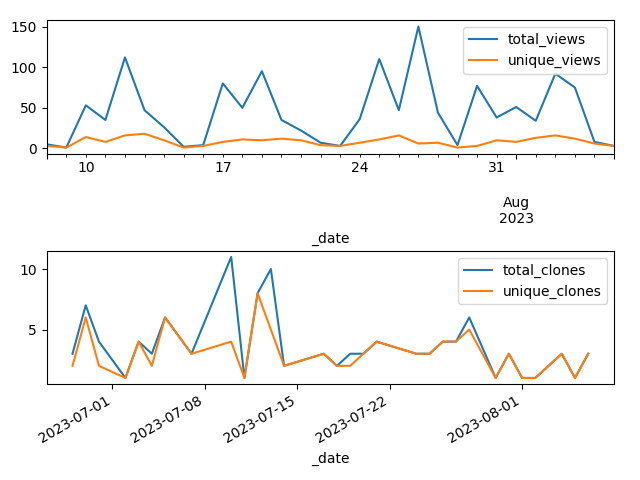 150
100
50
0
total_views
unique_views
10
17
24
31
Aug
2023
_date
10
5
total_clones
unique_clones
2023-07-01
2023-07-08
2023-07-15
2023-07-22
2023-08-01
_date